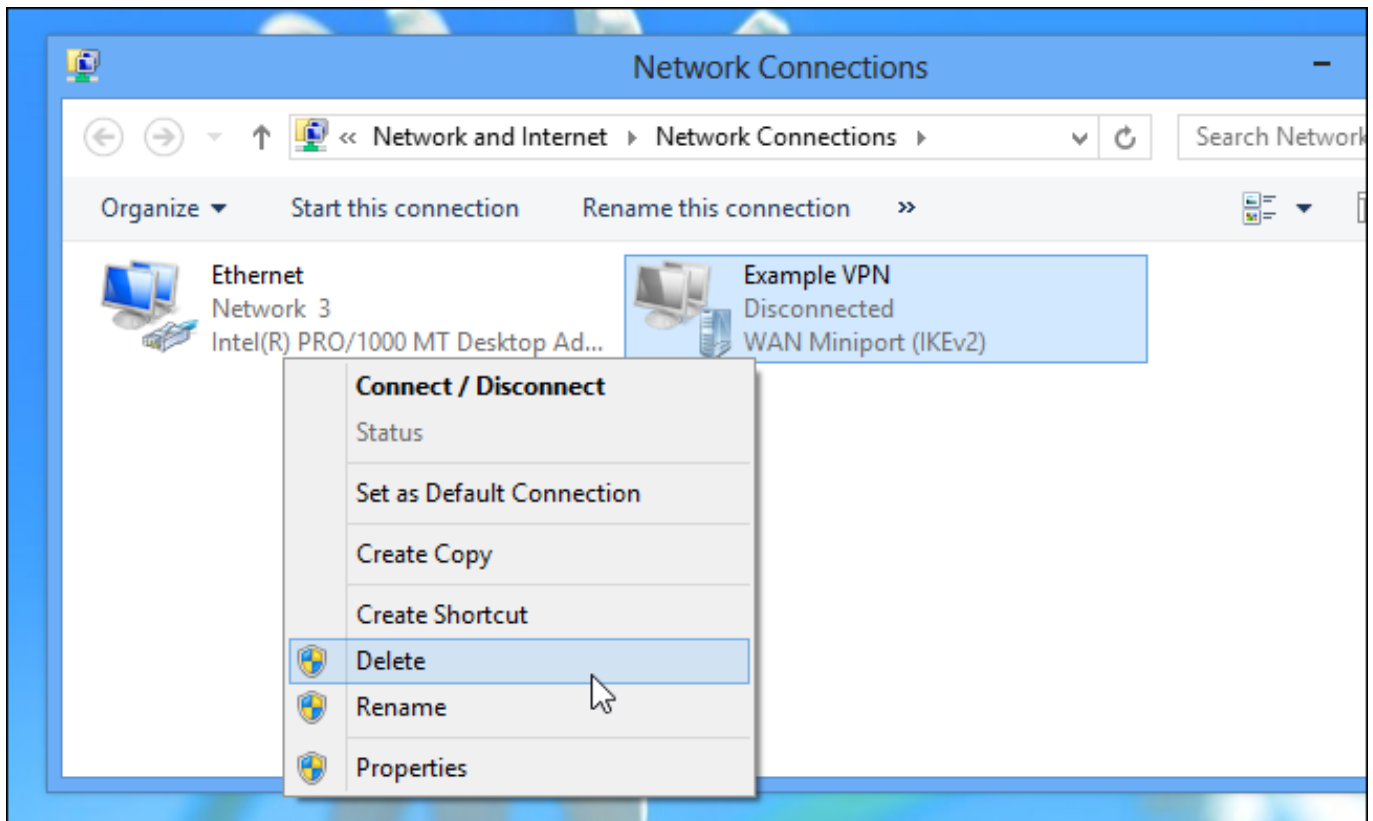 Network Connections
« Network and Internet Network Connections
Search Network
Organize Start this connection Rename this connection »
Ethernet
Network 3
Intel(R) PRO/1000 MT Desktop Ad...
Example VPN
Disconnected
WAN Miniport (IKEv2)
Connect / Disconnect
Status
Set as Default Connection
Create Copy
Create Shortcut
Delete
Rename
Properties